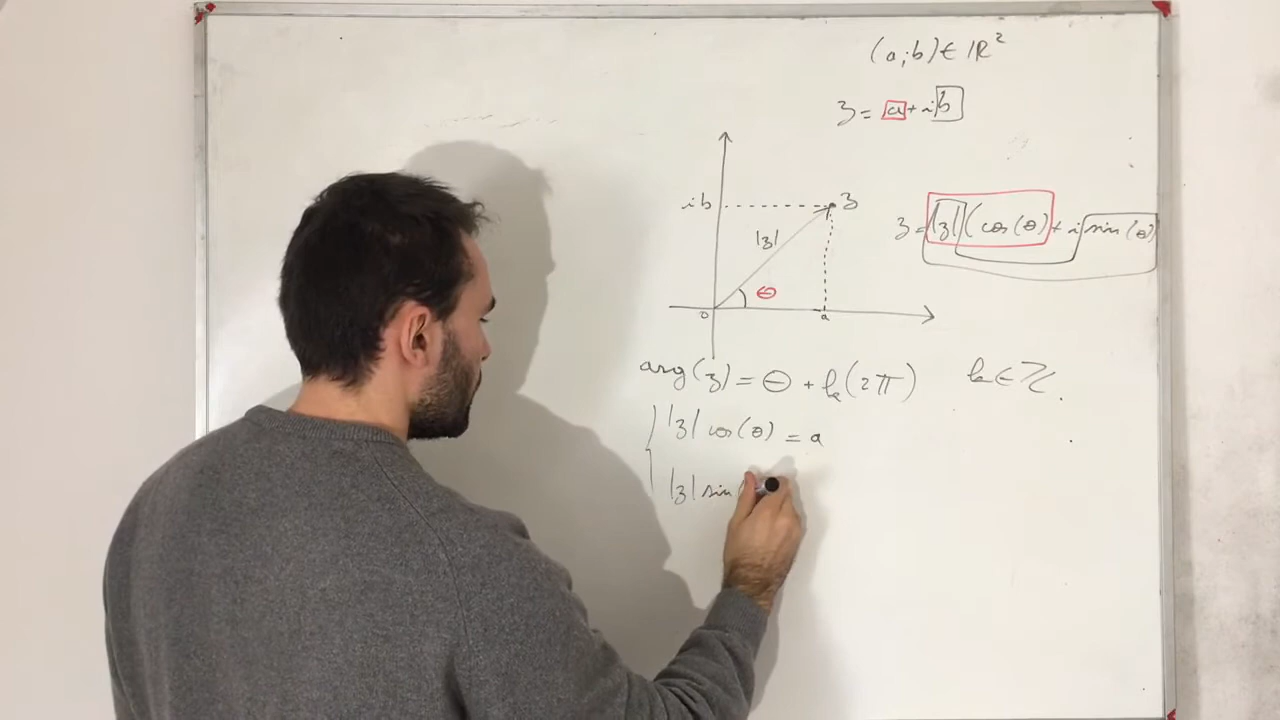 (a;b) ∈ ℝ²
z = a + ib
ib
z
|z|
θ
z = |z| (cos(θ) + i sin(θ)
0
a
arg(z) = θ + k(2π) k ∈ ℤ.
|z| cos(θ) = a
|z| sin(